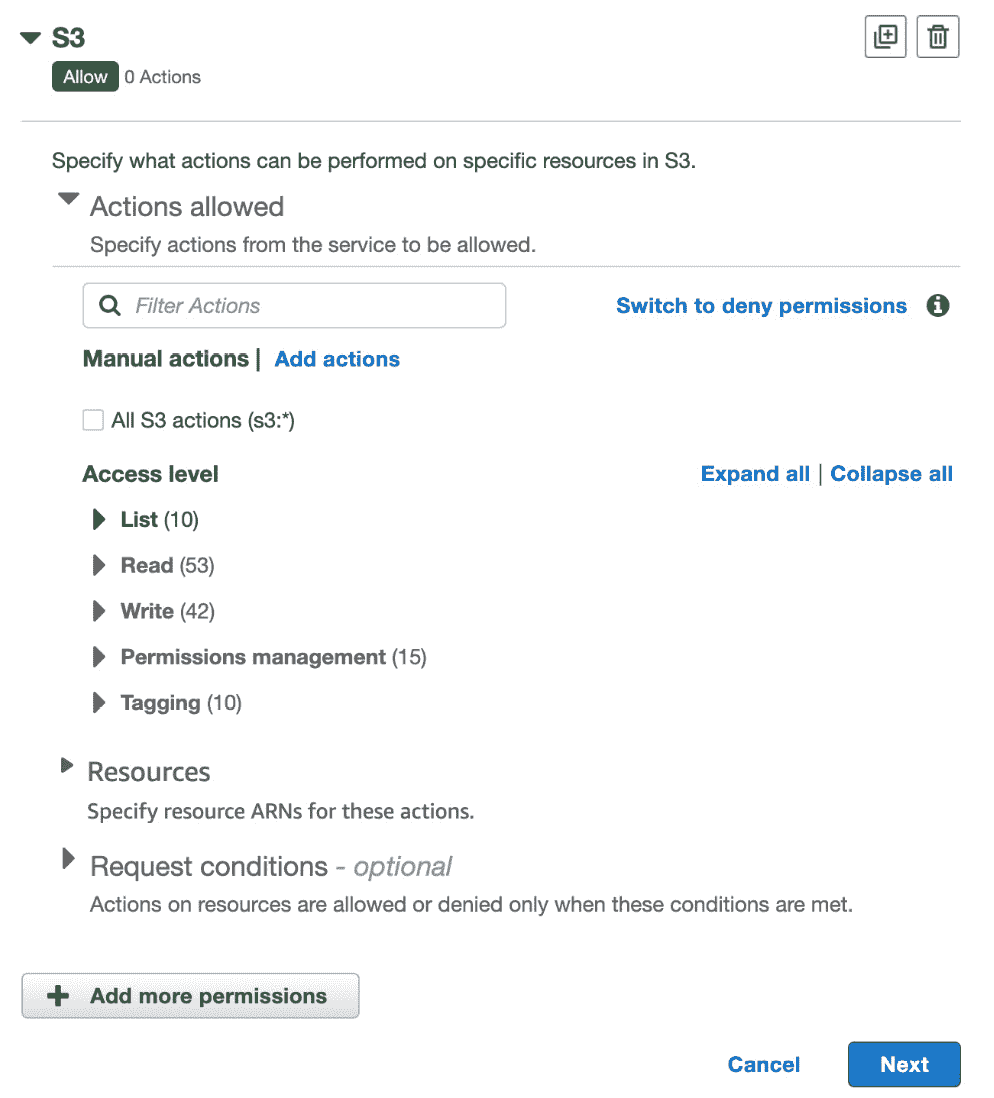 S3
Allow 0 Actions
Specify what actions can be performed on specific resources in S3.
Actions allowed
Specify actions from the service to be allowed.
Filter Actions
Switch to deny permissions
Manual actions | Add actions
All S3 actions (s3:*)
Access level
Expand all | Collapse all
List (10)
Read (53)
Write (42)
Permissions management (15)
Tagging (10)
Resources
Specify resource ARNs for these actions.
Request conditions - optional
Actions on resources are allowed or denied only when these conditions are met.
Add more permissions
Cancel
Next